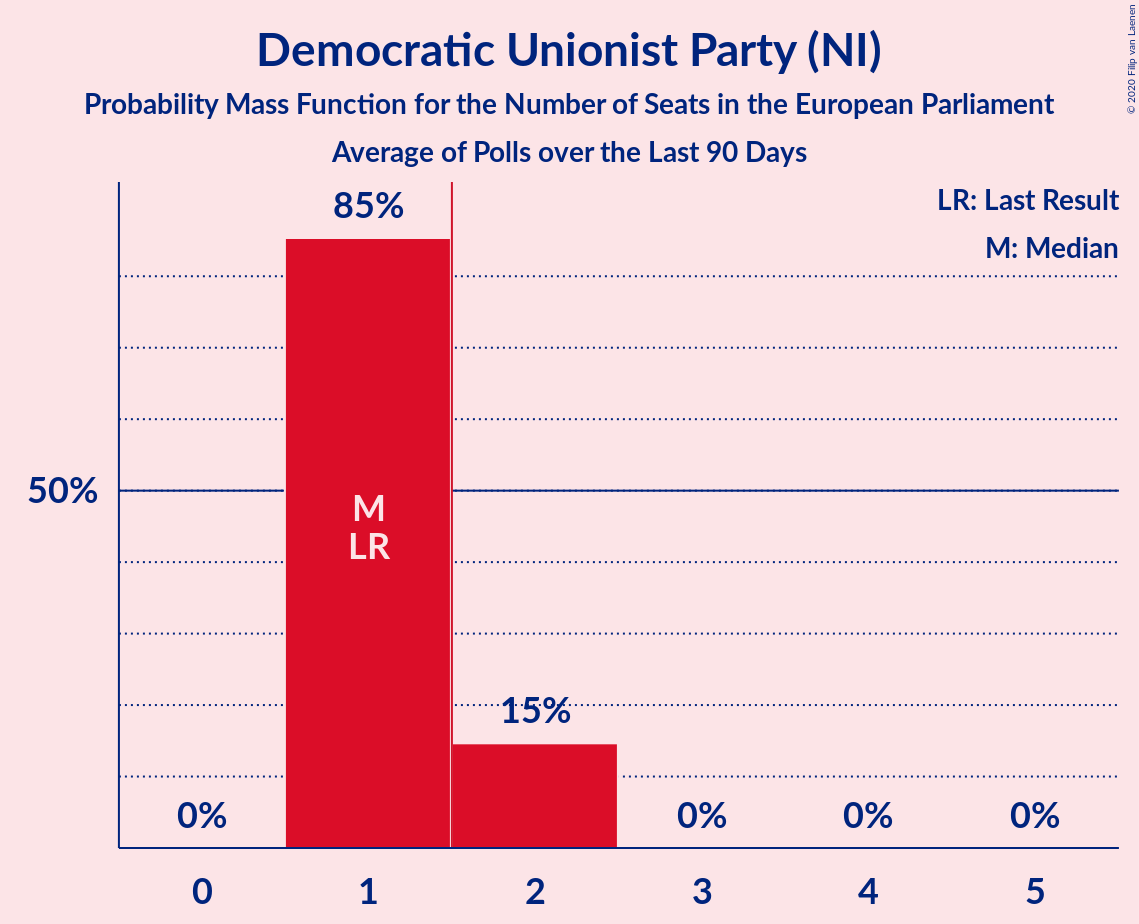 Democratic Unionist Party (NI)
Probability Mass Function for the Number of Seats in the European Parliament
Average of Polls over the Last 90 Days
© 2020 Filip van Laenen
LR: Last Result
M: Median
85%
50%
M
LR
15%
0%
0%
0%
0%
0
1
2
3
4
5